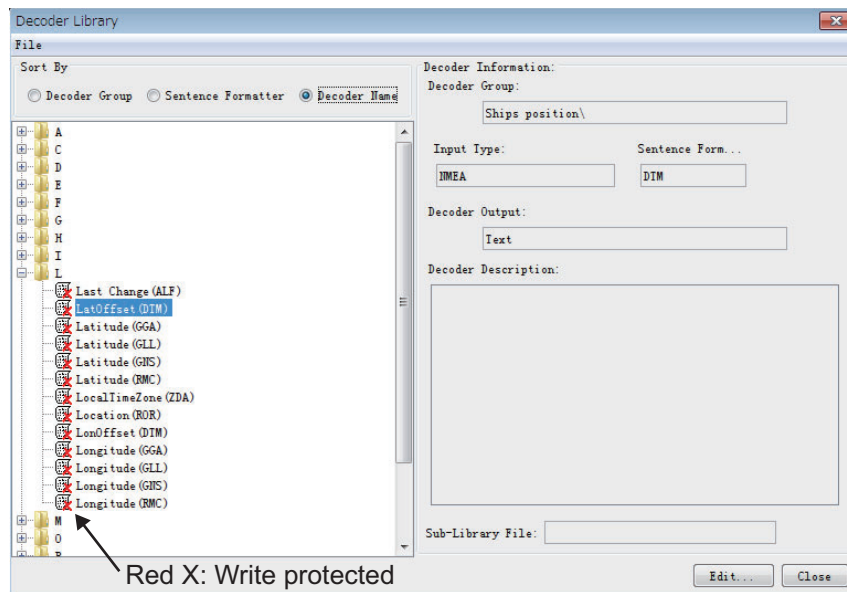 Decoder Library
File
Sort By
Decoder Group Sentence Formatter Decoder Name
A
C
D
E
F
G
H
I
L
Last Change(ALF)
LatOffset(DTM)
Latitude(GGA)
Latitude(GLL)
Latitude(GNS)
Latitude(RMC)
LocalTimeZone(ZDA)
Location(ROR)
LonOffset(DTM)
Longitude(GGA)
Longitude(GLL)
Longitude(GNS)
Longitude(RMC)
M
O
Decoder Information:
Decoder Group:
Ships position\
Input Type: Sentence Form...
NMEA DTM
Decoder Output:
Text
Decoder Description:
Sub-Library File:
Red X: Write protected
Edit... Close